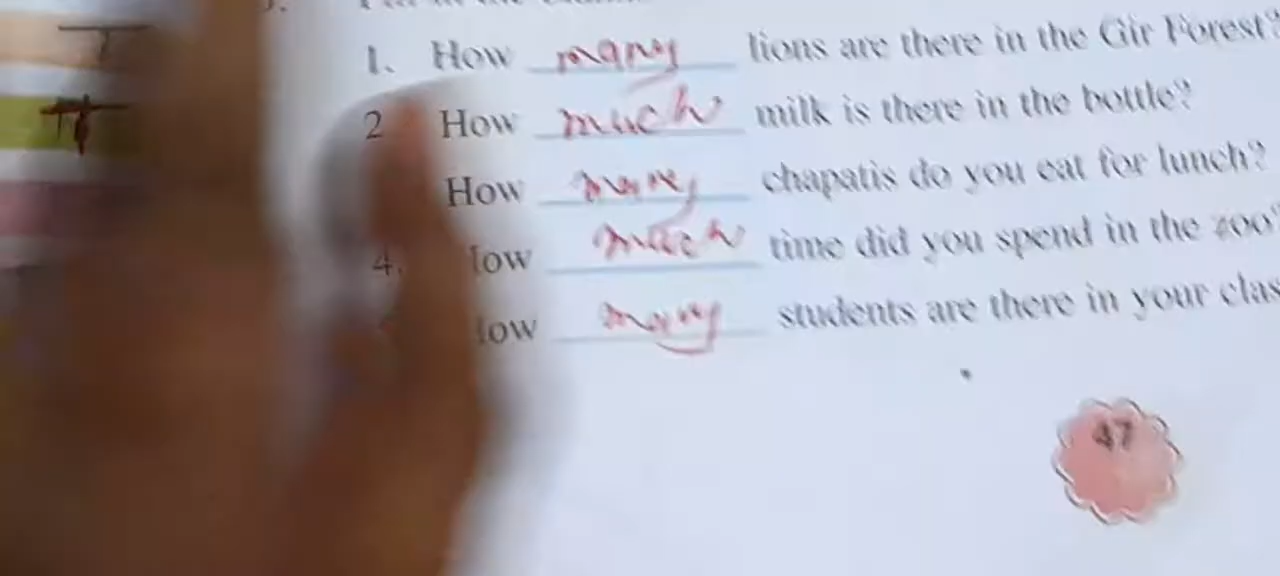 1. How many lions are there in the Gir Forest?
2 How much milk is there in the bottle?
How many chapatis do you eat for lunch?
4. low much time did you spend in the zoo?
low many students are there in your clas
47